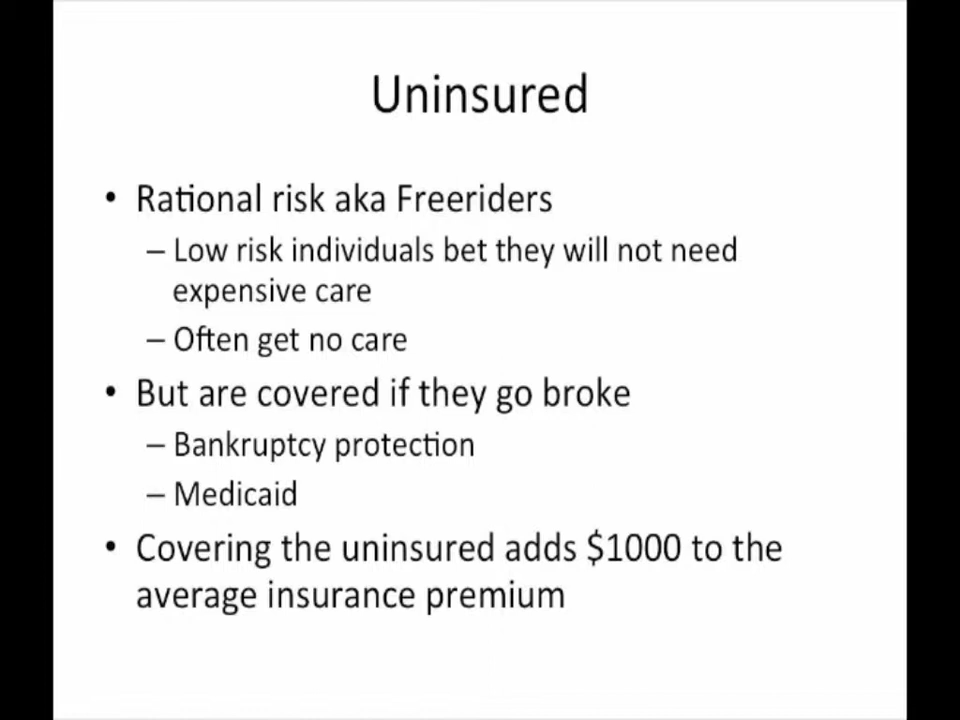 Uninsured
• Rational risk aka Freeriders
– Low risk individuals bet they will not need
expensive care
– Often get no care
• But are covered if they go broke
– Bankruptcy protection
– Medicaid
• Covering the uninsured adds $1000 to the
average insurance premium